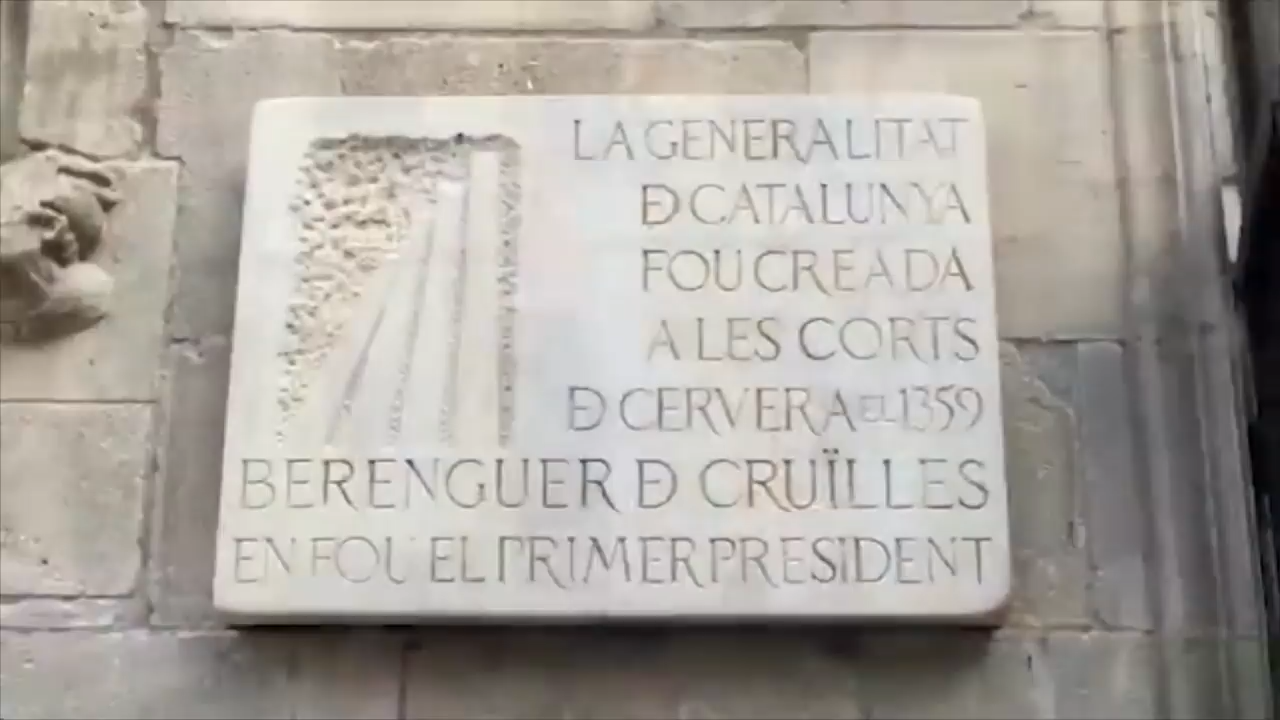 LA GENERALITAT
Đ CATALUNYA
FOU CREADA
A LES CORTS
Đ CERVERA EL 1359
BERENGUER Đ CRUÏLLES
EN FOU EL PRIMER PRESIDENT